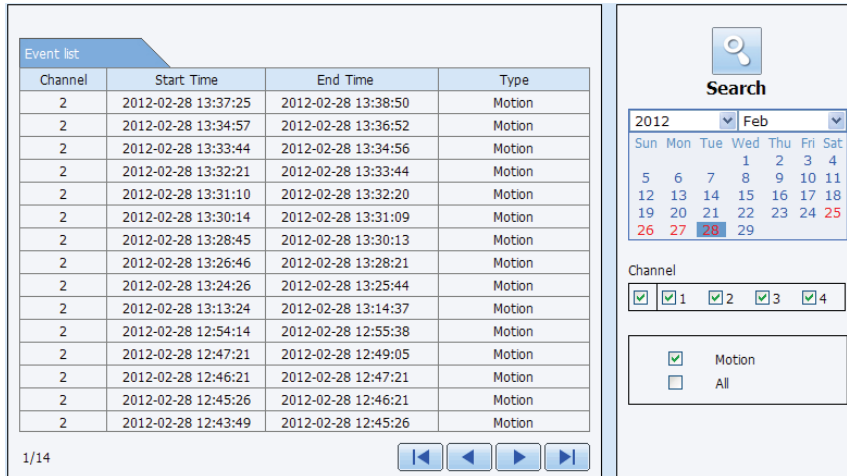 Event list
Channel Start Time End Time Type
2 2012-02-28 13:37:25 2012-02-28 13:38:50 Motion
2 2012-02-28 13:34:57 2012-02-28 13:36:52 Motion
2 2012-02-28 13:33:44 2012-02-28 13:34:56 Motion
2 2012-02-28 13:32:21 2012-02-28 13:33:44 Motion
2 2012-02-28 13:31:10 2012-02-28 13:32:20 Motion
2 2012-02-28 13:30:14 2012-02-28 13:31:09 Motion
2 2012-02-28 13:28:45 2012-02-28 13:30:13 Motion
2 2012-02-28 13:26:46 2012-02-28 13:28:21 Motion
2 2012-02-28 13:24:26 2012-02-28 13:25:44 Motion
2 2012-02-28 13:13:24 2012-02-28 13:14:37 Motion
2 2012-02-28 12:54:14 2012-02-28 12:55:38 Motion
2 2012-02-28 12:47:21 2012-02-28 12:49:05 Motion
2 2012-02-28 12:46:21 2012-02-28 12:47:21 Motion
2 2012-02-28 12:45:26 2012-02-28 12:46:21 Motion
2 2012-02-28 12:43:49 2012-02-28 12:45:26 Motion
1/14
Search
2012 Feb
Sun Mon Tue Wed Thu Fri Sat
1 2 3 4
5 6 7 8 9 10 11
12 13 14 15 16 17 18
19 20 21 22 23 24 25
26 27 28 29
Channel
1 2 3 4
Motion
All